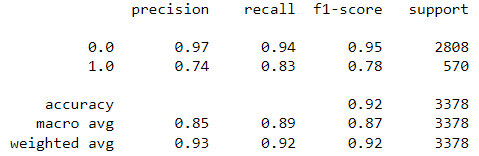 precision recall f1-score support
0.0 0.97 0.94 0.95 2808
1.0 0.74 0.83 0.78 570
accuracy 0.92 3378
macro avg 0.85 0.89 0.87 3378
weighted avg 0.93 0.92 0.92 3378